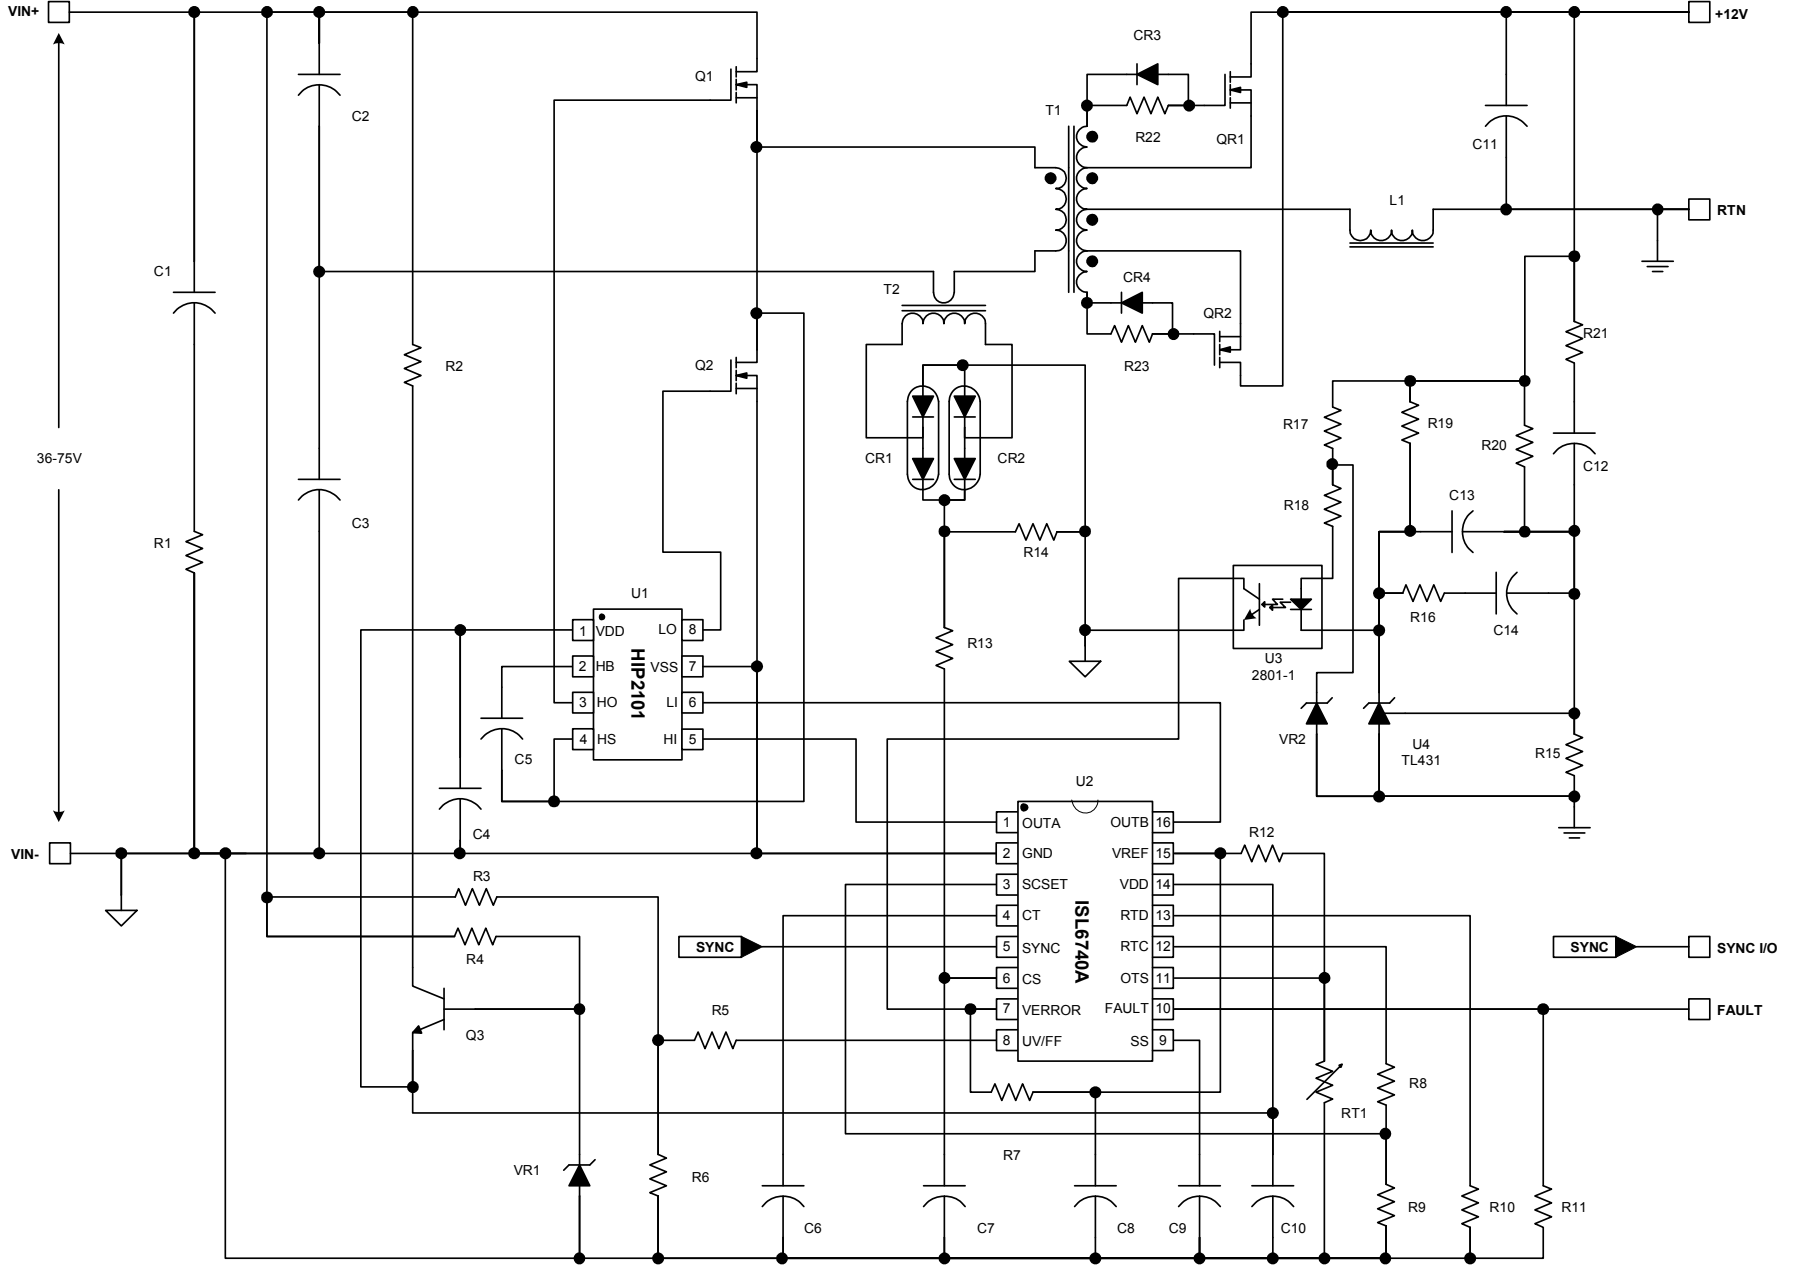 VIN+
+12V
CR3
Q1
T1
C2
R22
QR1
C11
L1
RTN
C1
CR4
T2
QR2
R21
R2
Q2
R23
R17
R19
R20
36-75V
CR1
CR2
C12
C13
R18
C3
R1
R14
U1
R16
C14
1 VDD
LO 8
R13
U3
2801-1
2 HB
VSS 7
HIP2101
3 HO
LI 6
4 HS
HI 5
C5
VR2
U4
TL431
R15
U2
1 OUTA
OUTB 16
R12
C4
VIN-
2 GND
VREF 15
R3
3 SCSET
VDD 14
ISL6740A
4 CT
RTD 13
SYNC
5 SYNC
RTC 12
SYNC
SYNC I/O
R4
6 CS
OTS 11
R5
7 VERROR
FAULT 10
FAULT
Q3
8 UV/FF
SS 9
R8
RT1
R7
VR1
R6
C6
C7
C8
C9
C10
R9
R10
R11